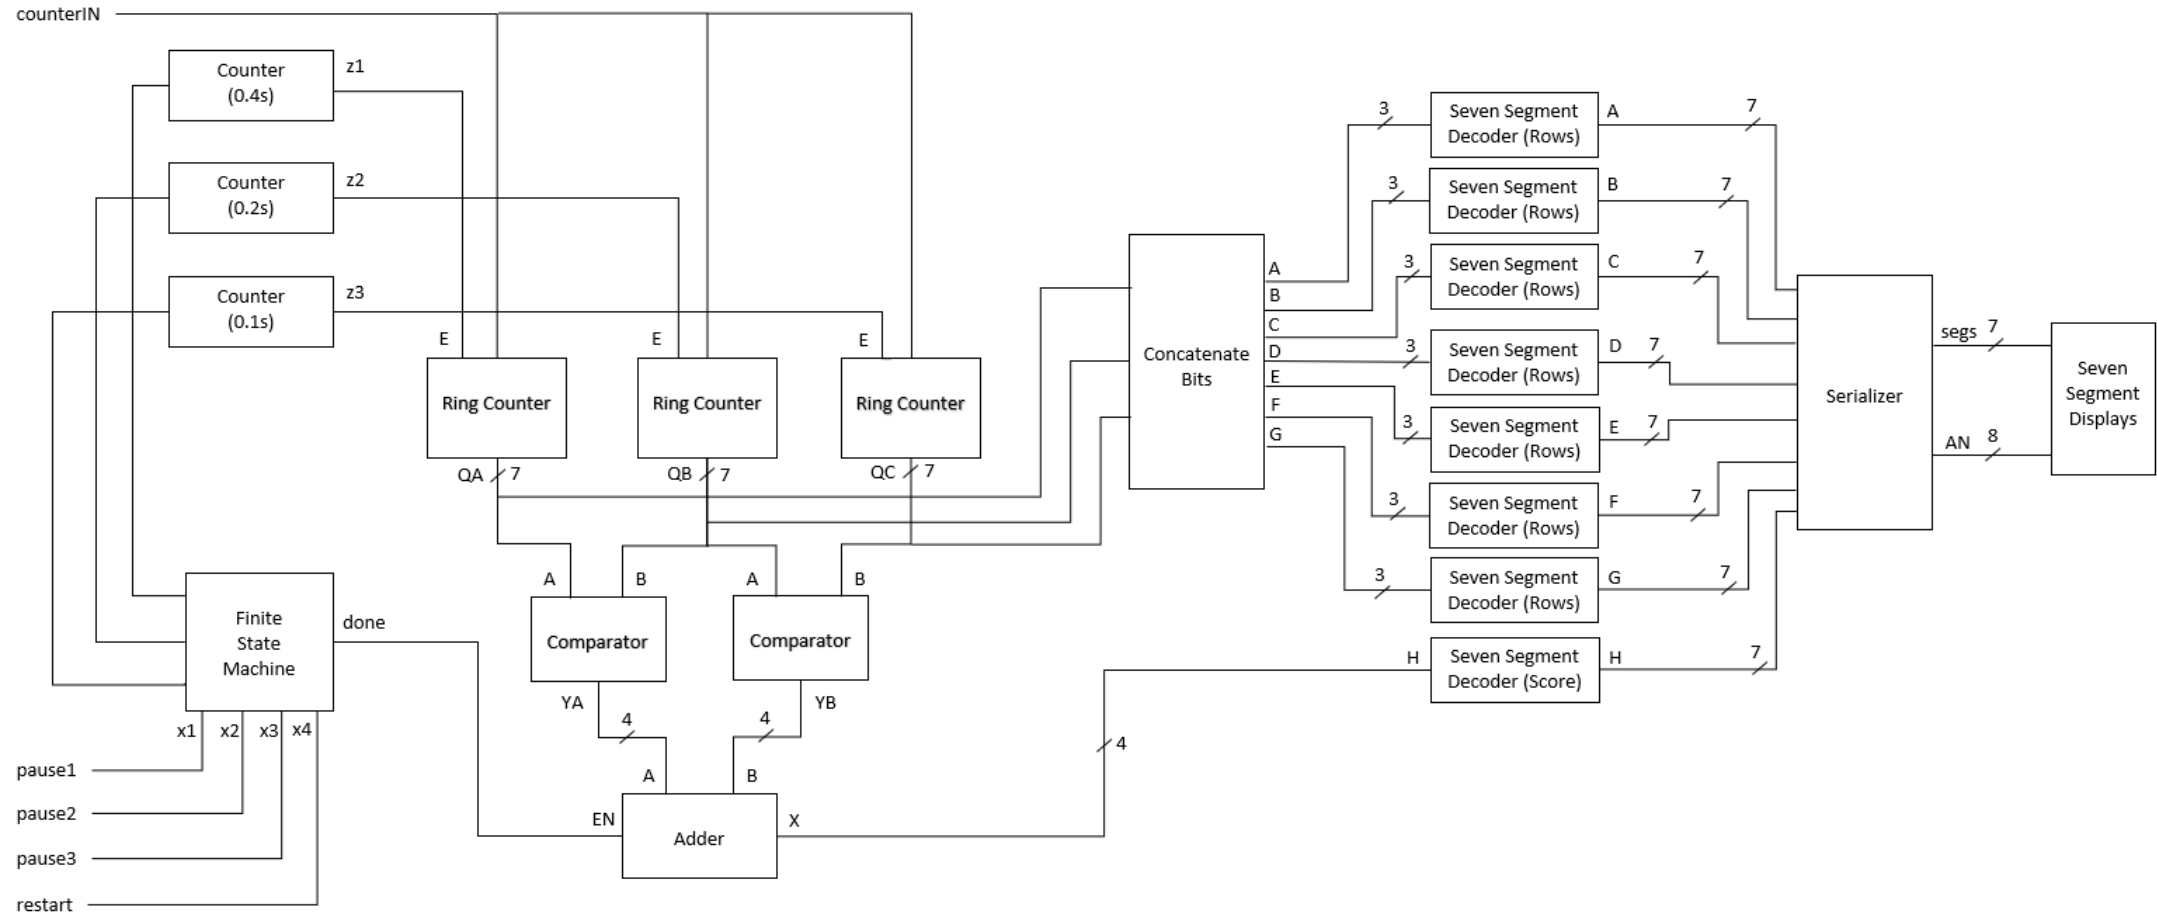 counterIN
Counter
(0.4s)
z1
Counter
(0.2s)
z2
Counter
(0.1s)
z3
E
E
E
Ring Counter
Ring Counter
Ring Counter
QA 7
QB 7
QC 7
A
B
A
B
Comparator
Comparator
YA
YB
4
4
Finite
State
Machine
done
x1
x2
x3
x4
pause1
pause2
pause3
restart
A
B
EN
Adder
X
4
Concatenate
Bits
A
B
C
D
E
F
G
3
Seven Segment
Decoder (Rows)
A
7
3
Seven Segment
Decoder (Rows)
B
7
3
Seven Segment
Decoder (Rows)
C
7
3
Seven Segment
Decoder (Rows)
D
7
3
Seven Segment
Decoder (Rows)
E
7
3
Seven Segment
Decoder (Rows)
F
7
3
Seven Segment
Decoder (Rows)
G
7
H
Seven Segment
Decoder (Score)
H
7
Serializer
segs 7
AN 8
Seven
Segment
Displays